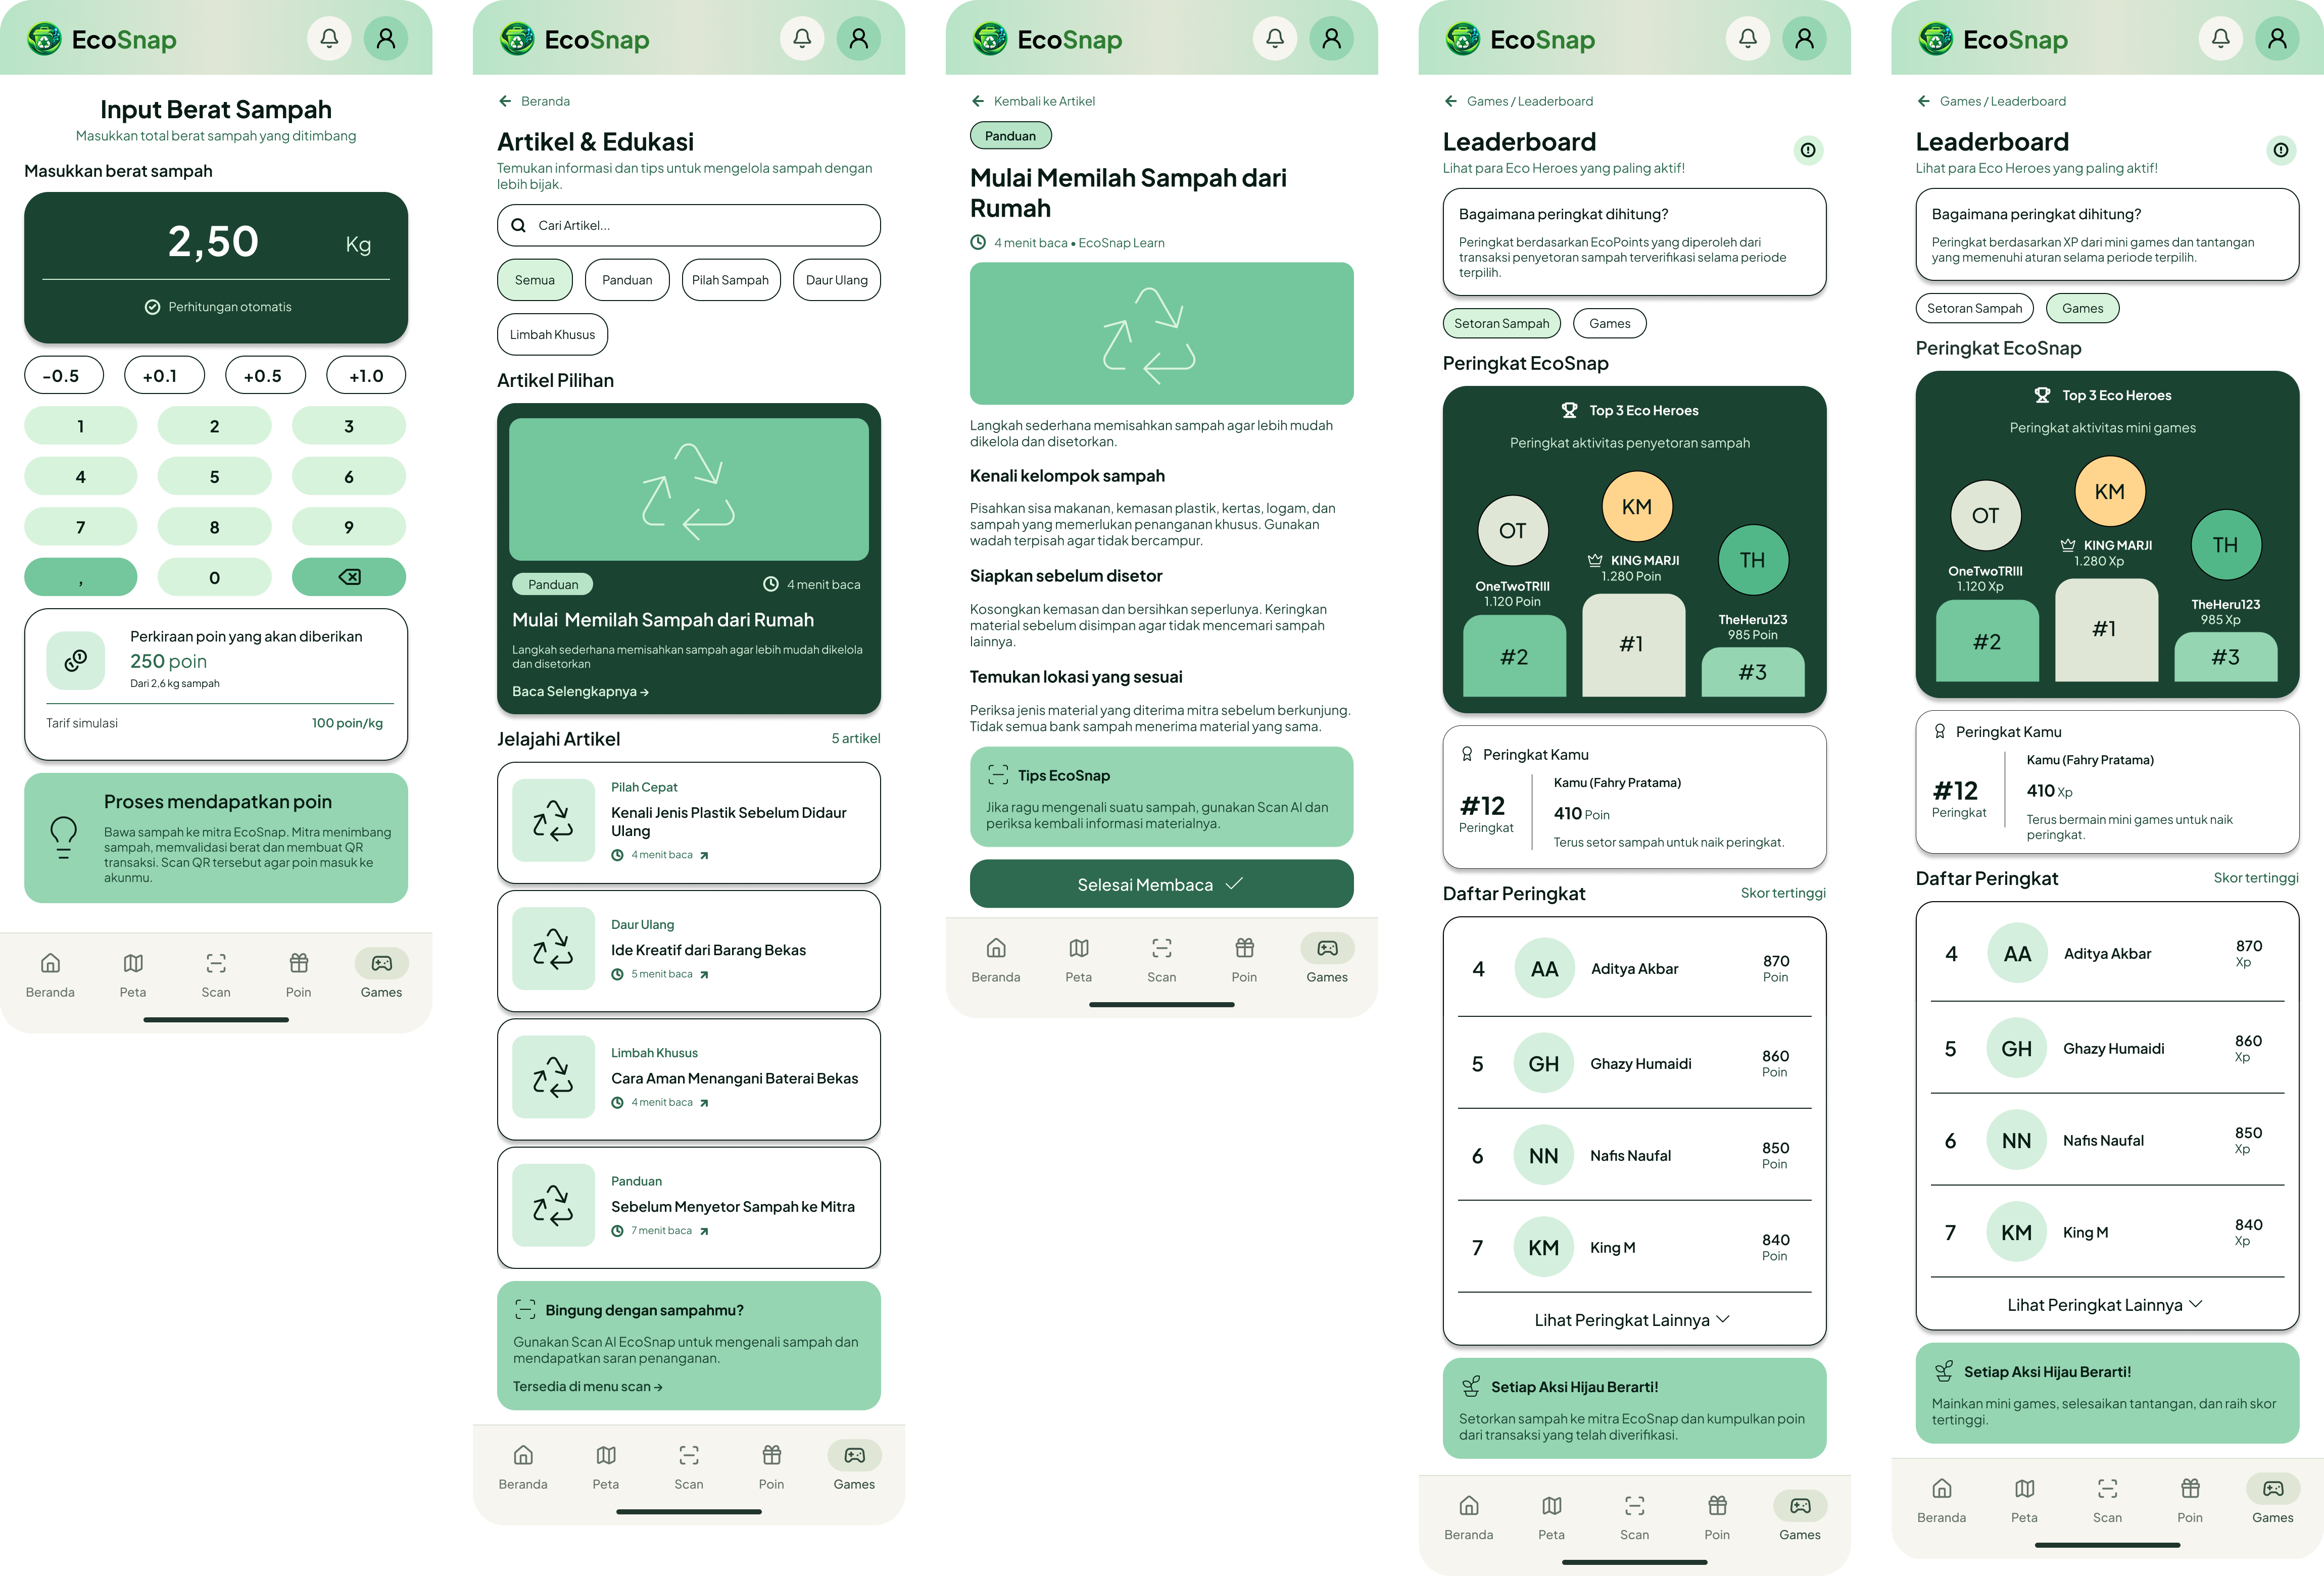 EcoSnap
Input Berat Sampah
Masukkan total berat sampah yang ditimbang
Masukkan berat sampah
2,50 Kg
Perhitungan otomatis
-0.5 +0.1 +0.5 +1.0
1 2 3
4 5 6
7 8 9
, 0
Perkiraan poin yang akan diberikan
250 poin
Dari 2,6 kg sampah
Tarif simulasi 100 poin/kg
Proses mendapatkan poin
Bawa sampah ke mitra EcoSnap. Mitra menimbang
sampah, memvalidasi berat dan membuat QR
transaksi. Scan QR tersebut agar poin masuk ke
akunmu.
Beranda Peta Scan Poin Games
EcoSnap
Beranda
Artikel & Edukasi
Temukan informasi dan tips untuk mengelola sampah dengan
lebih bijak.
Cari Artikel...
Semua Panduan Pilah Sampah Daur Ulang
Limbah Khusus
Artikel Pilihan
Panduan 4 menit baca
Mulai Memilah Sampah dari Rumah
Langkah sederhana memisahkan sampah agar lebih mudah dikelola
dan disetorkan
Baca Selengkapnya →
Jelajahi Artikel 5 artikel
Pilah Cepat
Kenali Jenis Plastik Sebelum Didaur
Ulang
4 menit baca
Daur Ulang
Ide Kreatif dari Barang Bekas
5 menit baca
Limbah Khusus
Cara Aman Menangani Baterai Bekas
4 menit baca
Panduan
Sebelum Menyetor Sampah ke Mitra
7 menit baca
Bingung dengan sampahmu?
Gunakan Scan AI EcoSnap untuk mengenali sampah dan
mendapatkan saran penanganan.
Tersedia di menu scan →
Beranda Peta Scan Poin Games
EcoSnap
Kembali ke Artikel
Panduan
Mulai Memilah Sampah dari
Rumah
4 menit baca • EcoSnap Learn
Langkah sederhana memisahkan sampah agar lebih mudah
dikelola dan disetorkan.
Kenali kelompok sampah
Pisahkan sisa makanan, kemasan plastik, kertas, logam, dan
sampah yang memerlukan penanganan khusus. Gunakan
wadah terpisah agar tidak bercampur.
Siapkan sebelum disetor
Kosongkan kemasan dan bersihkan seperlunya. Keringkan
material sebelum disimpan agar tidak mencemari sampah
lainnya.
Temukan lokasi yang sesuai
Periksa jenis material yang diterima mitra sebelum berkunjung.
Tidak semua bank sampah menerima material yang sama.
Tips EcoSnap
Jika ragu mengenali suatu sampah, gunakan Scan AI dan
periksa kembali informasi materialnya.
Selesai Membaca
Beranda Peta Scan Poin Games
EcoSnap
Games / Leaderboard
Leaderboard
Lihat para Eco Heroes yang paling aktif!
Bagaimana peringkat dihitung?
Peringkat berdasarkan EcoPoints yang diperoleh dari
transaksi penyetoran sampah terverifikasi selama periode
terpilih.
Setoran Sampah Games
Peringkat EcoSnap
Top 3 Eco Heroes
Peringkat aktivitas penyetoran sampah
KM
OT
TH
KING MARJI
1.280 Poin
OneTwoTRIII
1.120 Poin
TheHeru123
985 Poin
#2 #1 #3
Peringkat Kamu
#12
Peringkat
Kamu (Fahry Pratama)
410 Poin
Terus setor sampah untuk naik peringkat.
Daftar Peringkat Skor tertinggi
4 AA Aditya Akbar 870
Poin
5 GH Ghazy Humaidi 860
Poin
6 NN Nafis Naufal 850
Poin
7 KM King M 840
Poin
Lihat Peringkat Lainnya
Setiap Aksi Hijau Berarti!
Setorkan sampah ke mitra EcoSnap dan kumpulkan poin
dari transaksi yang telah diverifikasi.
Beranda Peta Scan Poin Games
EcoSnap
Games / Leaderboard
Leaderboard
Lihat para Eco Heroes yang paling aktif!
Bagaimana peringkat dihitung?
Peringkat berdasarkan XP dari mini games dan tantangan
yang memenuhi aturan selama periode terpilih.
Setoran Sampah Games
Peringkat EcoSnap
Top 3 Eco Heroes
Peringkat aktivitas mini games
KM
OT
TH
KING MARJI
1.280 Xp
OneTwoTRIII
1.120 Xp
TheHeru123
985 Xp
#2 #1 #3
Peringkat Kamu
#12
Peringkat
Kamu (Fahry Pratama)
410 Xp
Terus bermain mini games untuk naik
peringkat.
Daftar Peringkat Skor tertinggi
4 AA Aditya Akbar 870
Xp
5 GH Ghazy Humaidi 860
Xp
6 NN Nafis Naufal 850
Xp
7 KM King M 840
Xp
Lihat Peringkat Lainnya
Setiap Aksi Hijau Berarti!
Mainkan mini games, selesaikan tantangan, dan raih skor
tertinggi.
Beranda Peta Scan Poin Games